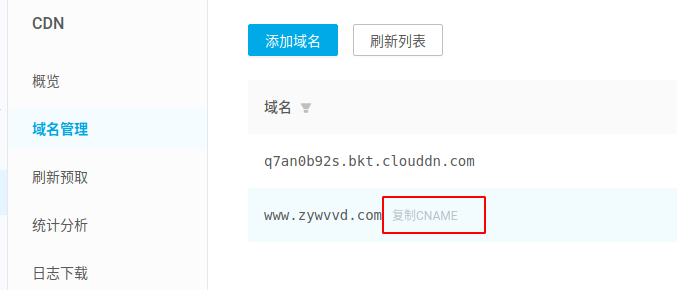 CDN
概览
域名管理
刷新预取
统计分析
日志下载
添加域名 刷新列表
域名
q7an0b92s.bkt.clouddn.com
www.zywvvd.com 复制CNAME